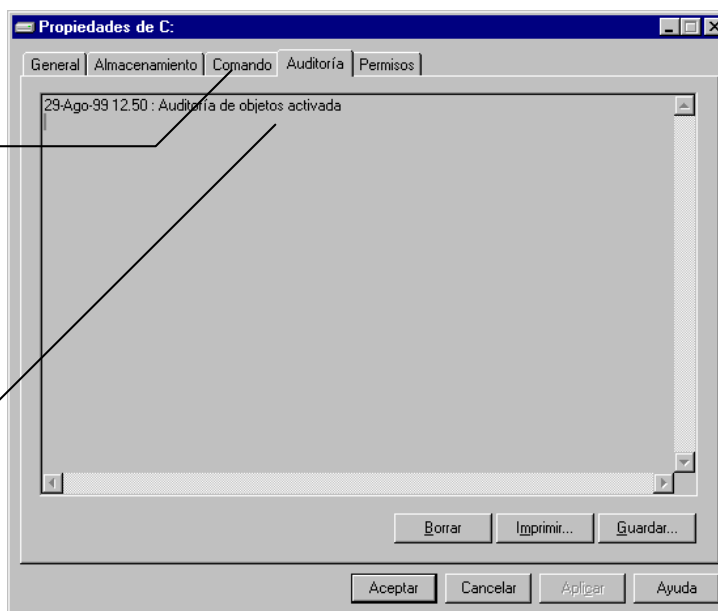 Propiedades de C:
General Almacenamiento Comando Auditoría Permisos
29-Ago-99 12.50 : Auditoría de objetos activada
Borrar Imprimir... Guardar...
Aceptar Cancelar Aplicar Ayuda